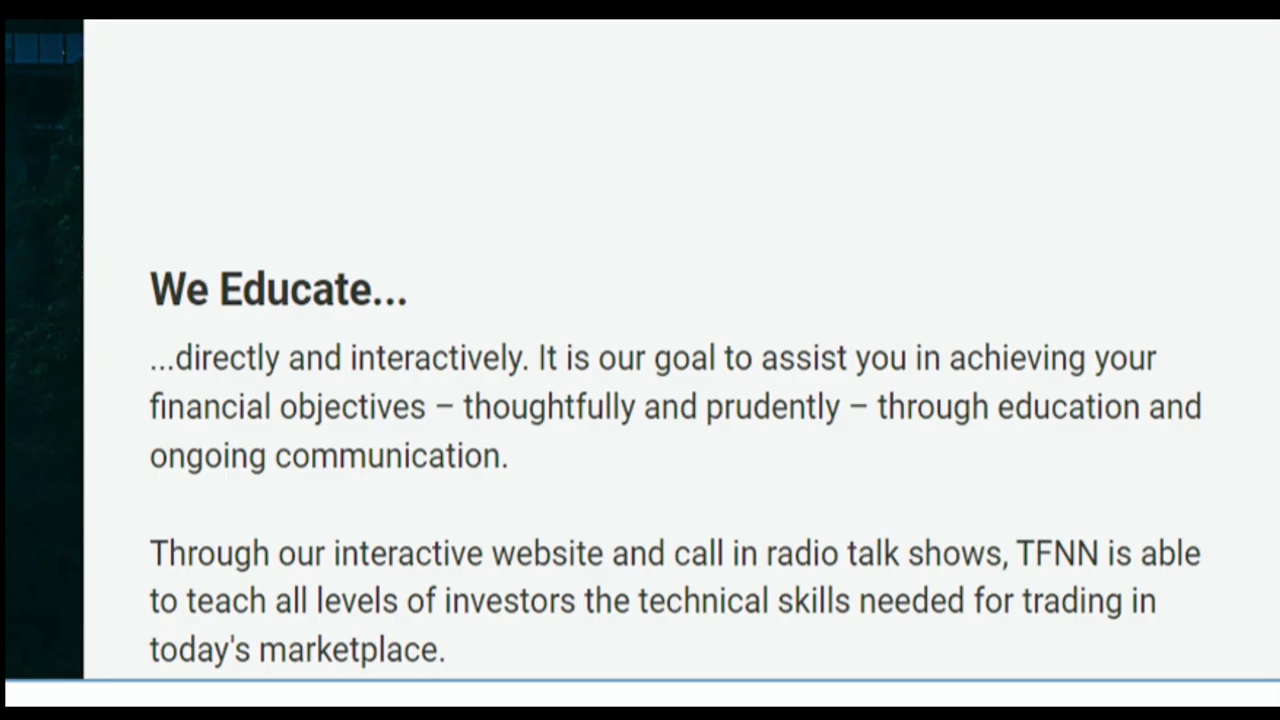 We Educate...
...directly and interactively. It is our goal to assist you in achieving your
financial objectives – thoughtfully and prudently – through education and
ongoing communication.
Through our interactive website and call in radio talk shows, TFNN is able
to teach all levels of investors the technical skills needed for trading in
today's marketplace.